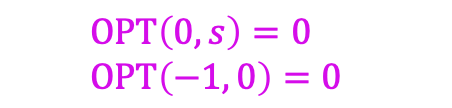 OPT(0, s) = 0
OPT(−1, 0) = 0